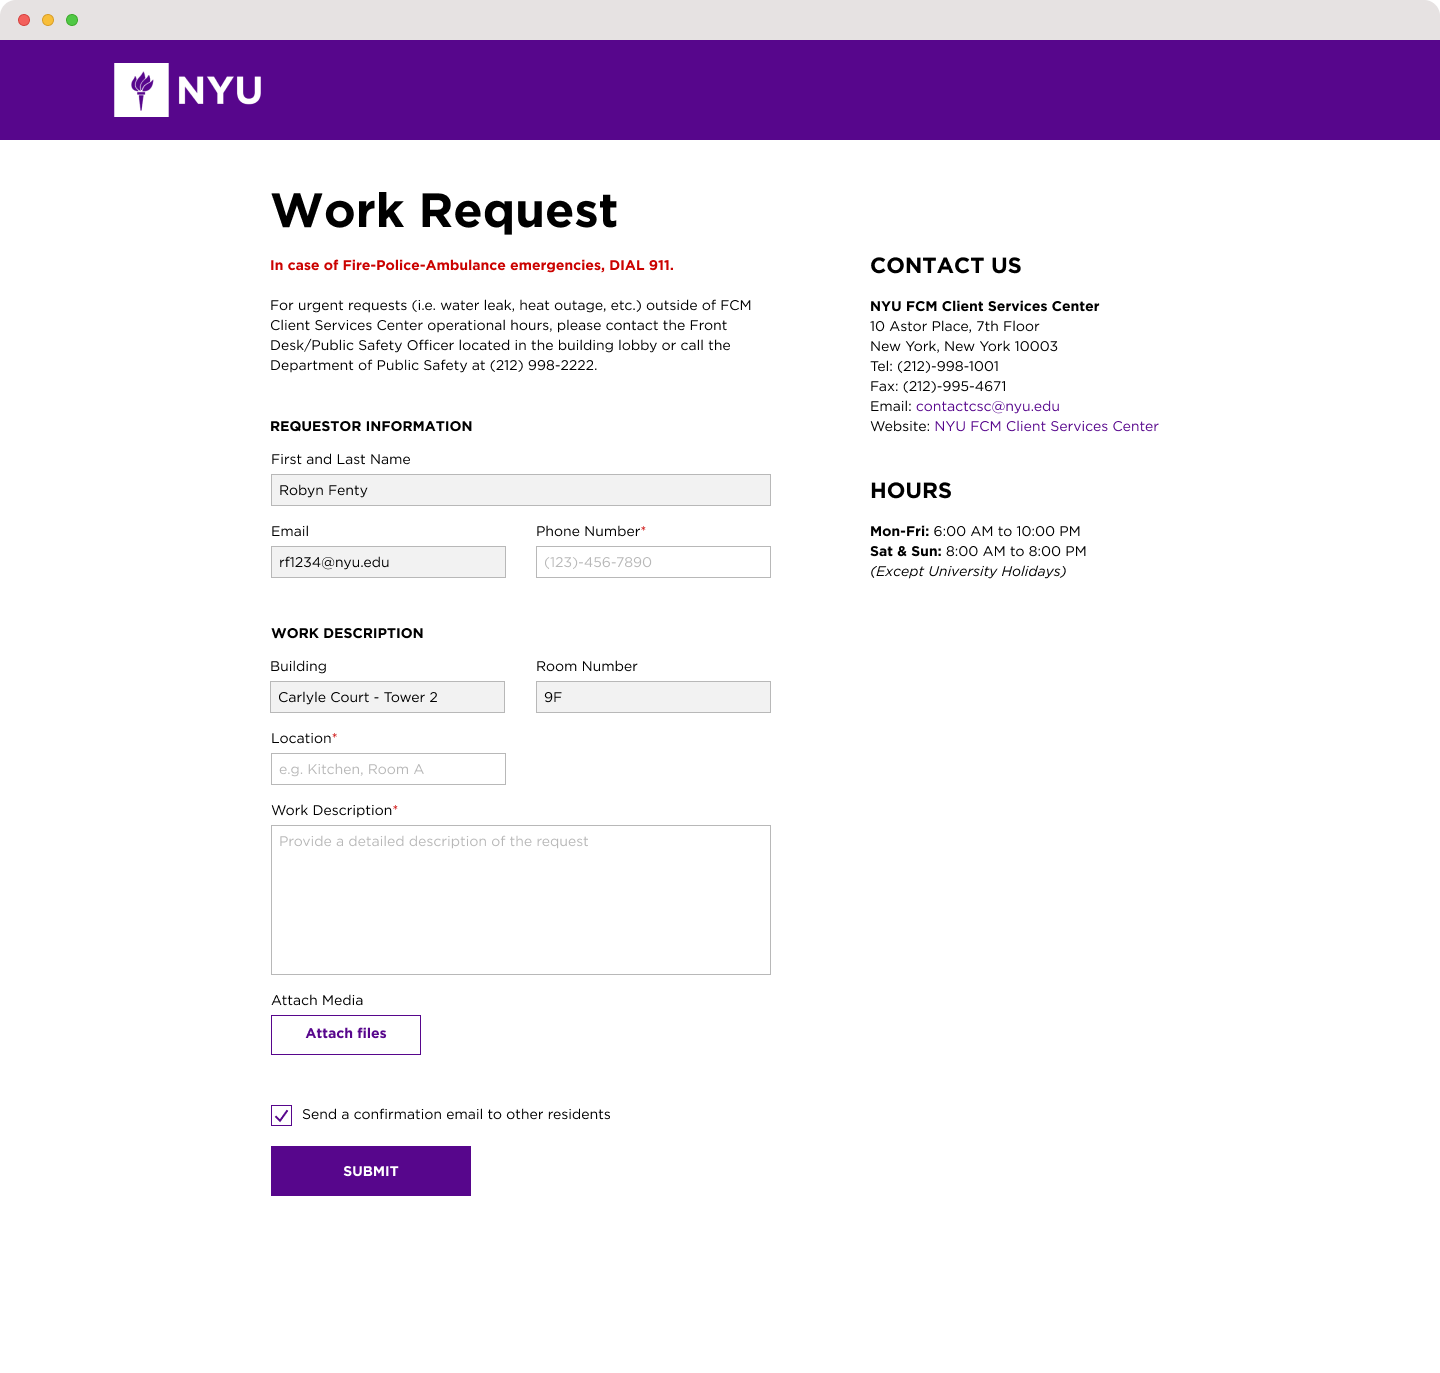 NYU
Work Request
In case of Fire-Police-Ambulance emergencies, DIAL 911.
For urgent requests (i.e. water leak, heat outage, etc.) outside of FCM
Client Services Center operational hours, please contact the Front
Desk/Public Safety Officer located in the building lobby or call the
Department of Public Safety at (212) 998-2222.
REQUESTOR INFORMATION
First and Last Name
Robyn Fenty
Email
Phone Number*
rf1234@nyu.edu
(123)-456-7890
WORK DESCRIPTION
Building
Room Number
Carlyle Court - Tower 2
9F
Location*
e.g. Kitchen, Room A
Work Description*
Provide a detailed description of the request
Attach Media
Attach files
Send a confirmation email to other residents
SUBMIT
CONTACT US
NYU FCM Client Services Center
10 Astor Place, 7th Floor
New York, New York 10003
Tel: (212)-998-1001
Fax: (212)-995-4671
Email: contactcsc@nyu.edu
Website: NYU FCM Client Services Center
HOURS
Mon-Fri: 6:00 AM to 10:00 PM
Sat & Sun: 8:00 AM to 8:00 PM
(Except University Holidays)